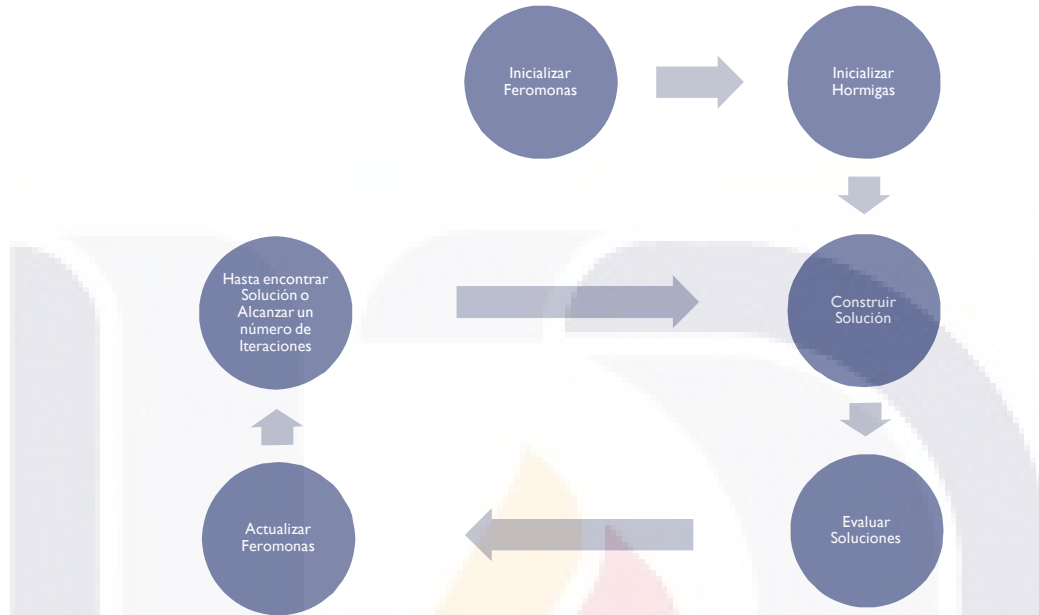 Inicializar
Feromonas
Inicializar
Hormigas
Hasta encontrar
Solución o
Alcanzar un
número de
Iteraciones
Construir
Solución
Actualizar
Feromonas
Evaluar
Soluciones